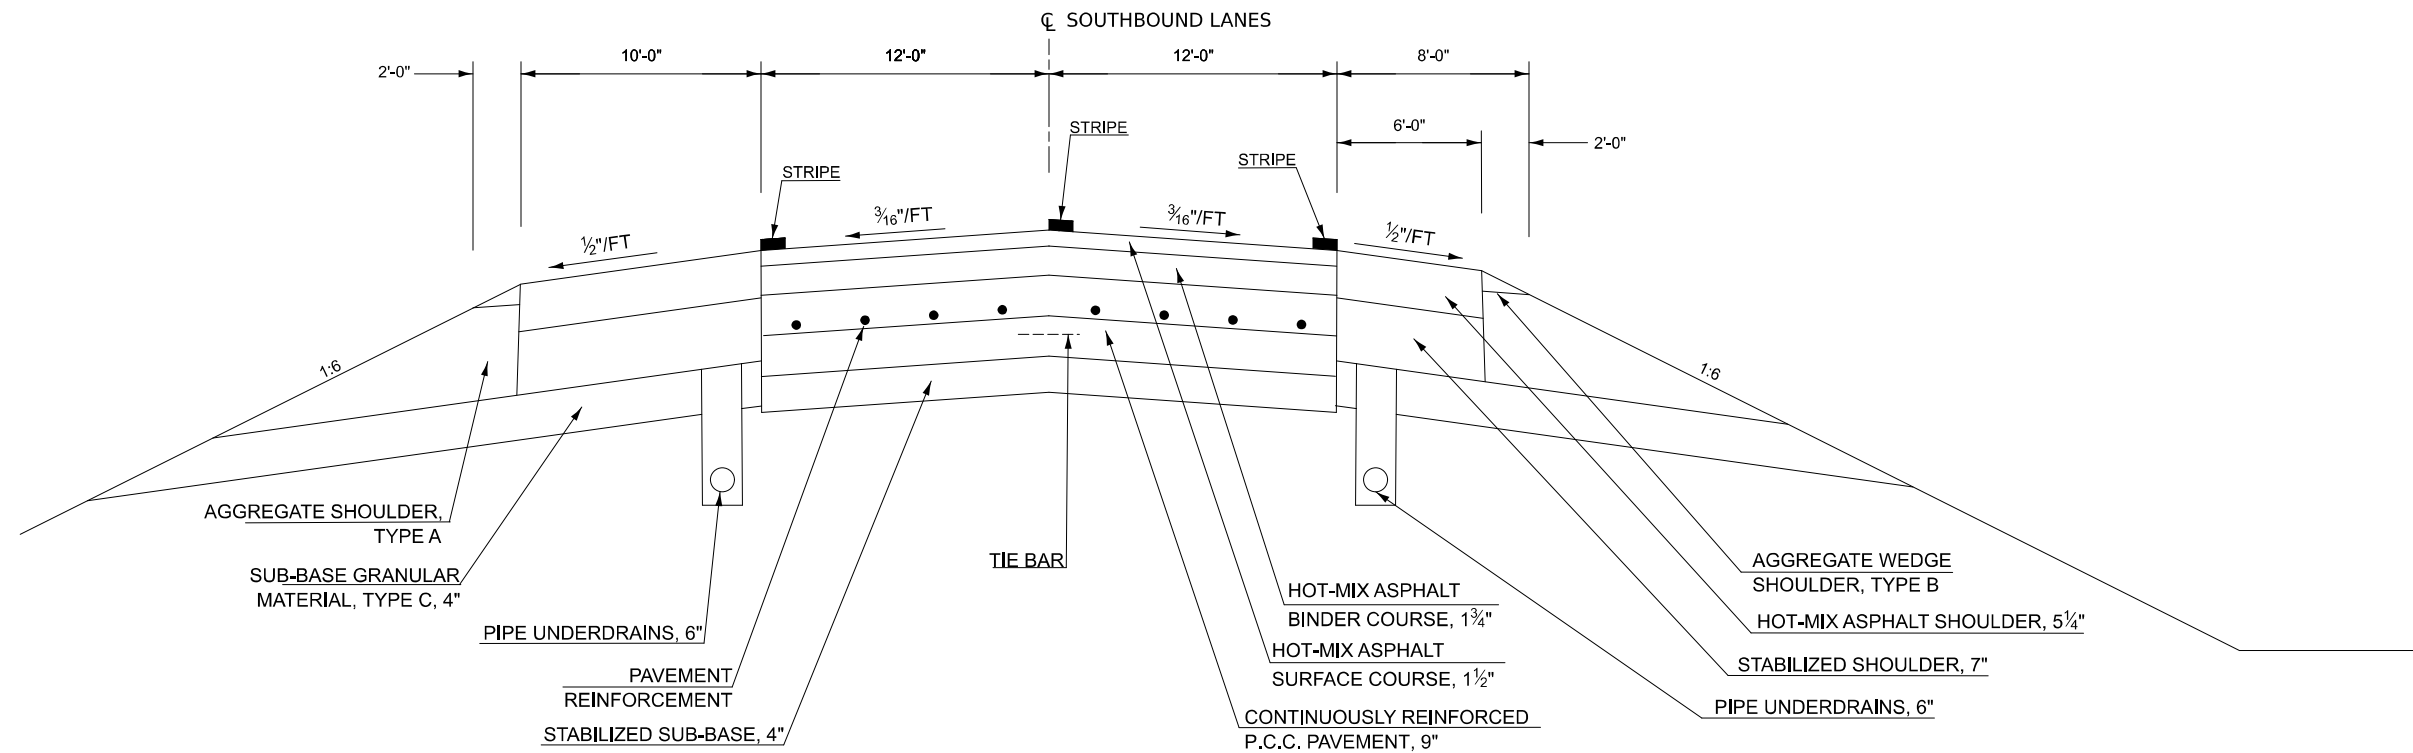 ℄ SOUTHBOUND LANES
2'-0"
10'-0"
12'-0"
12'-0"
8'-0"
6'-0"
2'-0"
STRIPE
STRIPE
STRIPE
½"/FT
3⁄16"/FT
3⁄16"/FT
½"/FT
1:6
1:6
AGGREGATE SHOULDER,
TYPE A
SUB-BASE GRANULAR
MATERIAL, TYPE C, 4"
PIPE UNDERDRAINS, 6"
PAVEMENT
REINFORCEMENT
STABILIZED SUB-BASE, 4"
TIE BAR
HOT-MIX ASPHALT
BINDER COURSE, 1¾"
HOT-MIX ASPHALT
SURFACE COURSE, 1½"
CONTINUOUSLY REINFORCED
P.C.C. PAVEMENT, 9"
AGGREGATE WEDGE
SHOULDER, TYPE B
HOT-MIX ASPHALT SHOULDER, 5¼"
STABILIZED SHOULDER, 7"
PIPE UNDERDRAINS, 6"